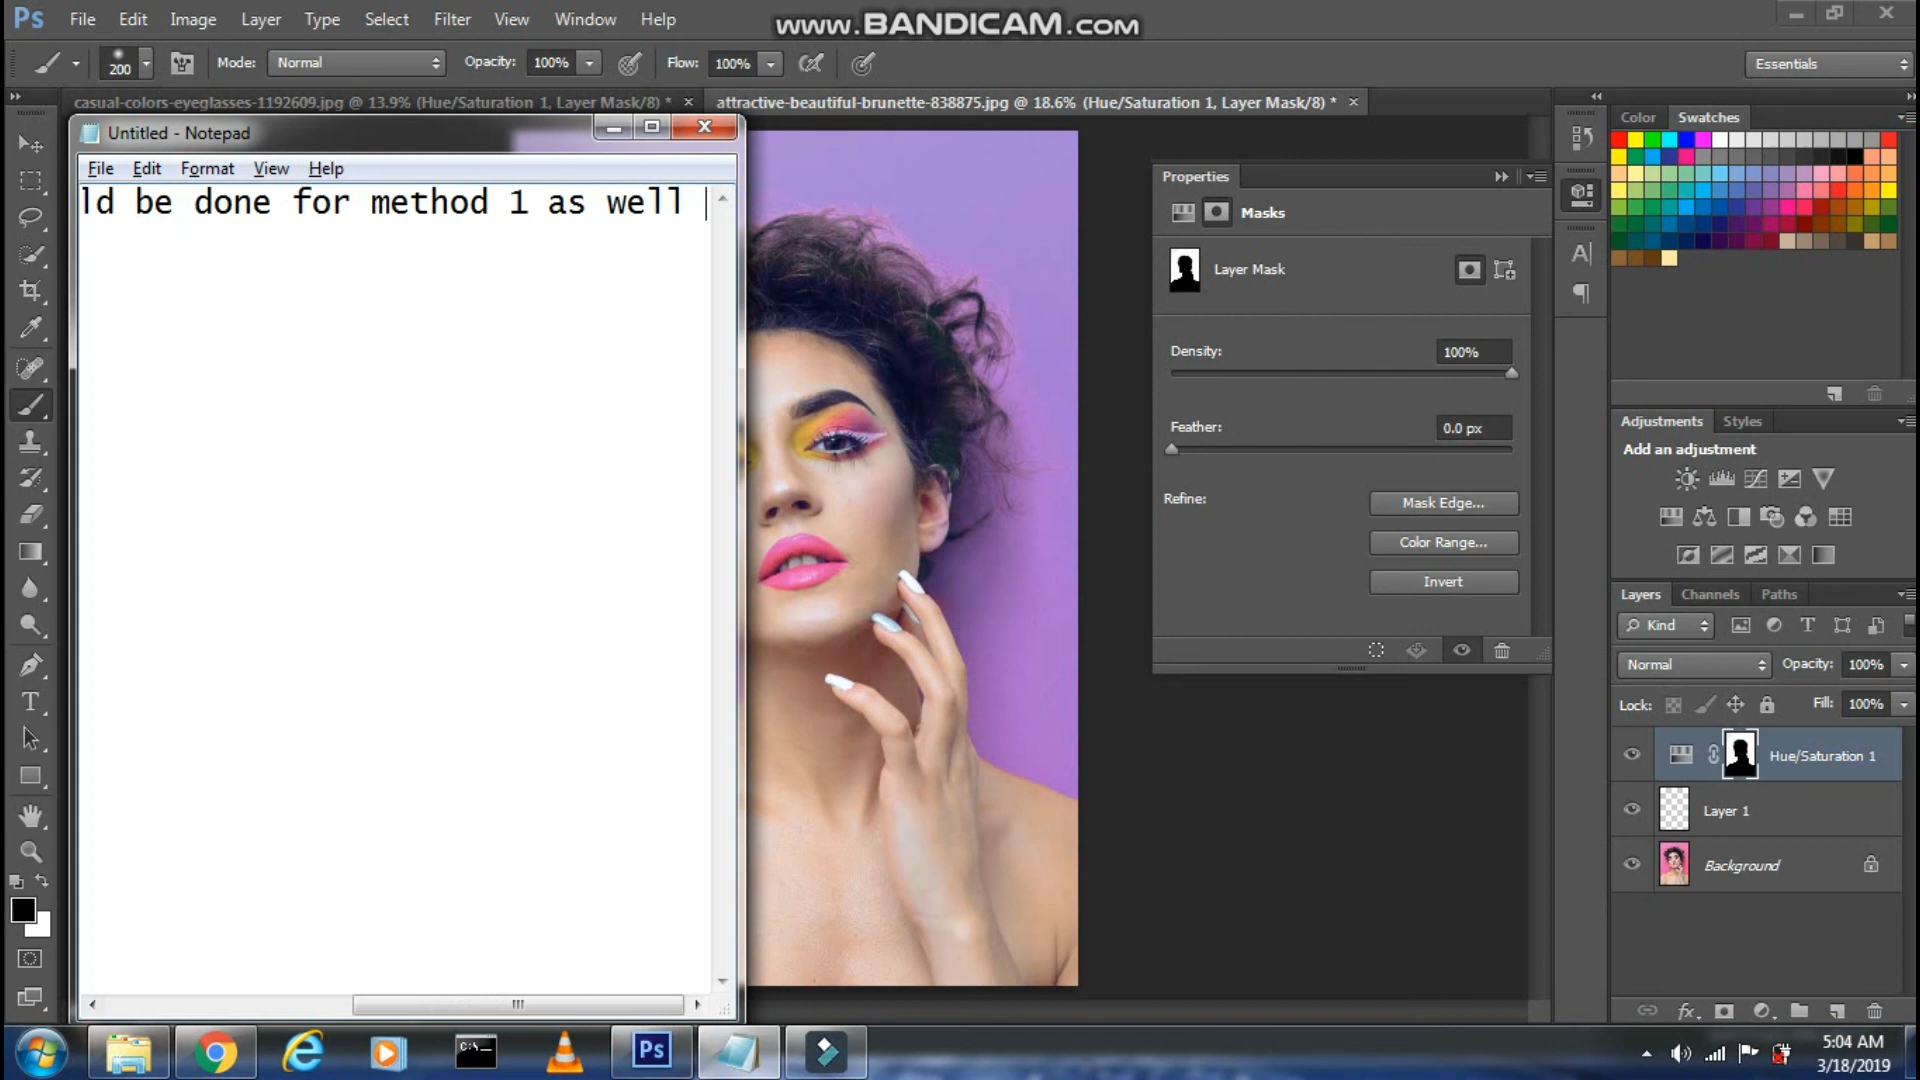 Ps File Edit Image Layer Type Select Filter View Window Help
www.BANDICAM.com
200 Mode: Normal Opacity: 100% Flow: 100% Essentials
casual-colors-eyeglasses-1192609.jpg @ 13.9% (Hue/Saturation 1, Layer Mask/8) * × attractive-beautiful-brunette-838875.jpg @ 18.6% (Hue/Saturation 1, Layer Mask/8) * ×
Untitled - Notepad
File Edit Format View Help
ld be done for method 1 as well
Properties
Masks
Layer Mask
Density: 100%
Feather: 0.0 px
Refine: Mask Edge...
Color Range...
Invert
Color Swatches
Adjustments Styles
Add an adjustment
Layers Channels Paths
Kind
Normal Opacity: 100%
Lock: Fill: 100%
Hue/Saturation 1
Layer 1
Background
C:\
Ps
5:04 AM
3/18/2019